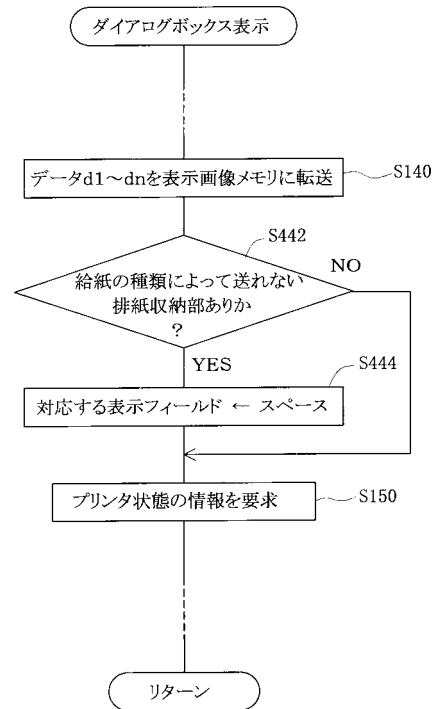 ダイアログボックス表示
データd1~dnを表示画像メモリに転送
S140
S442
給紙の種類によって送れない
排紙収納部ありか
?
NO
YES
S444
対応する表示フィールド ← スペース
プリンタ状態の情報を要求
S150
リターン